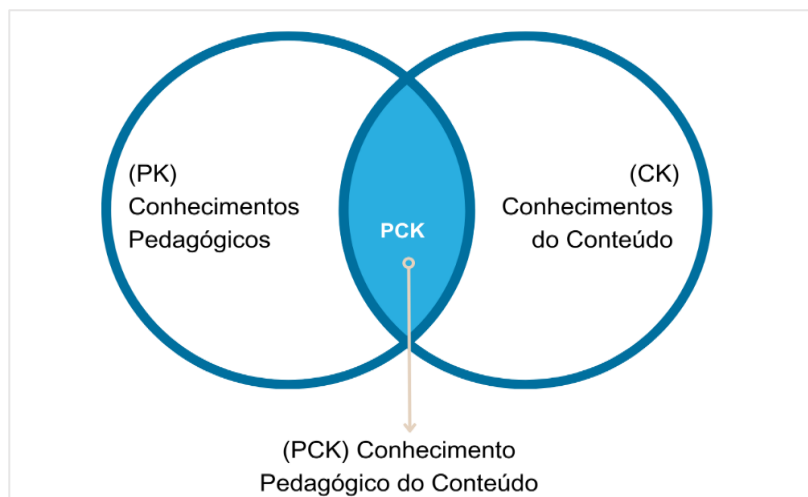 (PK)
Conhecimentos
Pedagógicos
PCK
(CK)
Conhecimentos
do Conteúdo
(PCK) Conhecimento
Pedagógico do Conteúdo